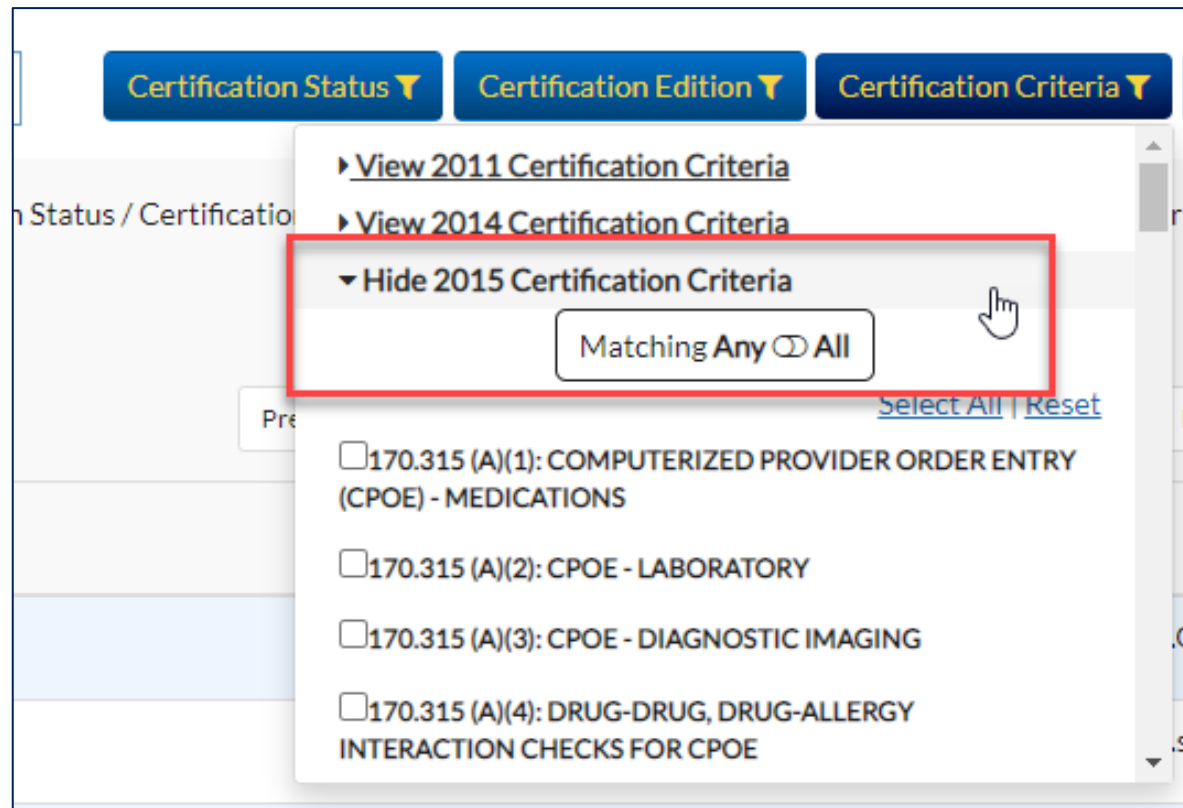 Certification Status Certification Edition Certification Criteria
View 2011 Certification Criteria
n Status / Certificatio
View 2014 Certification Criteria
Hide 2015 Certification Criteria
Matching Any All
Select All | Reset
Pre
170.315 (A)(1): COMPUTERIZED PROVIDER ORDER ENTRY
(CPOE) - MEDICATIONS
170.315 (A)(2): CPOE - LABORATORY
170.315 (A)(3): CPOE - DIAGNOSTIC IMAGING
170.315 (A)(4): DRUG-DRUG, DRUG-ALLERGY
INTERACTION CHECKS FOR CPOE